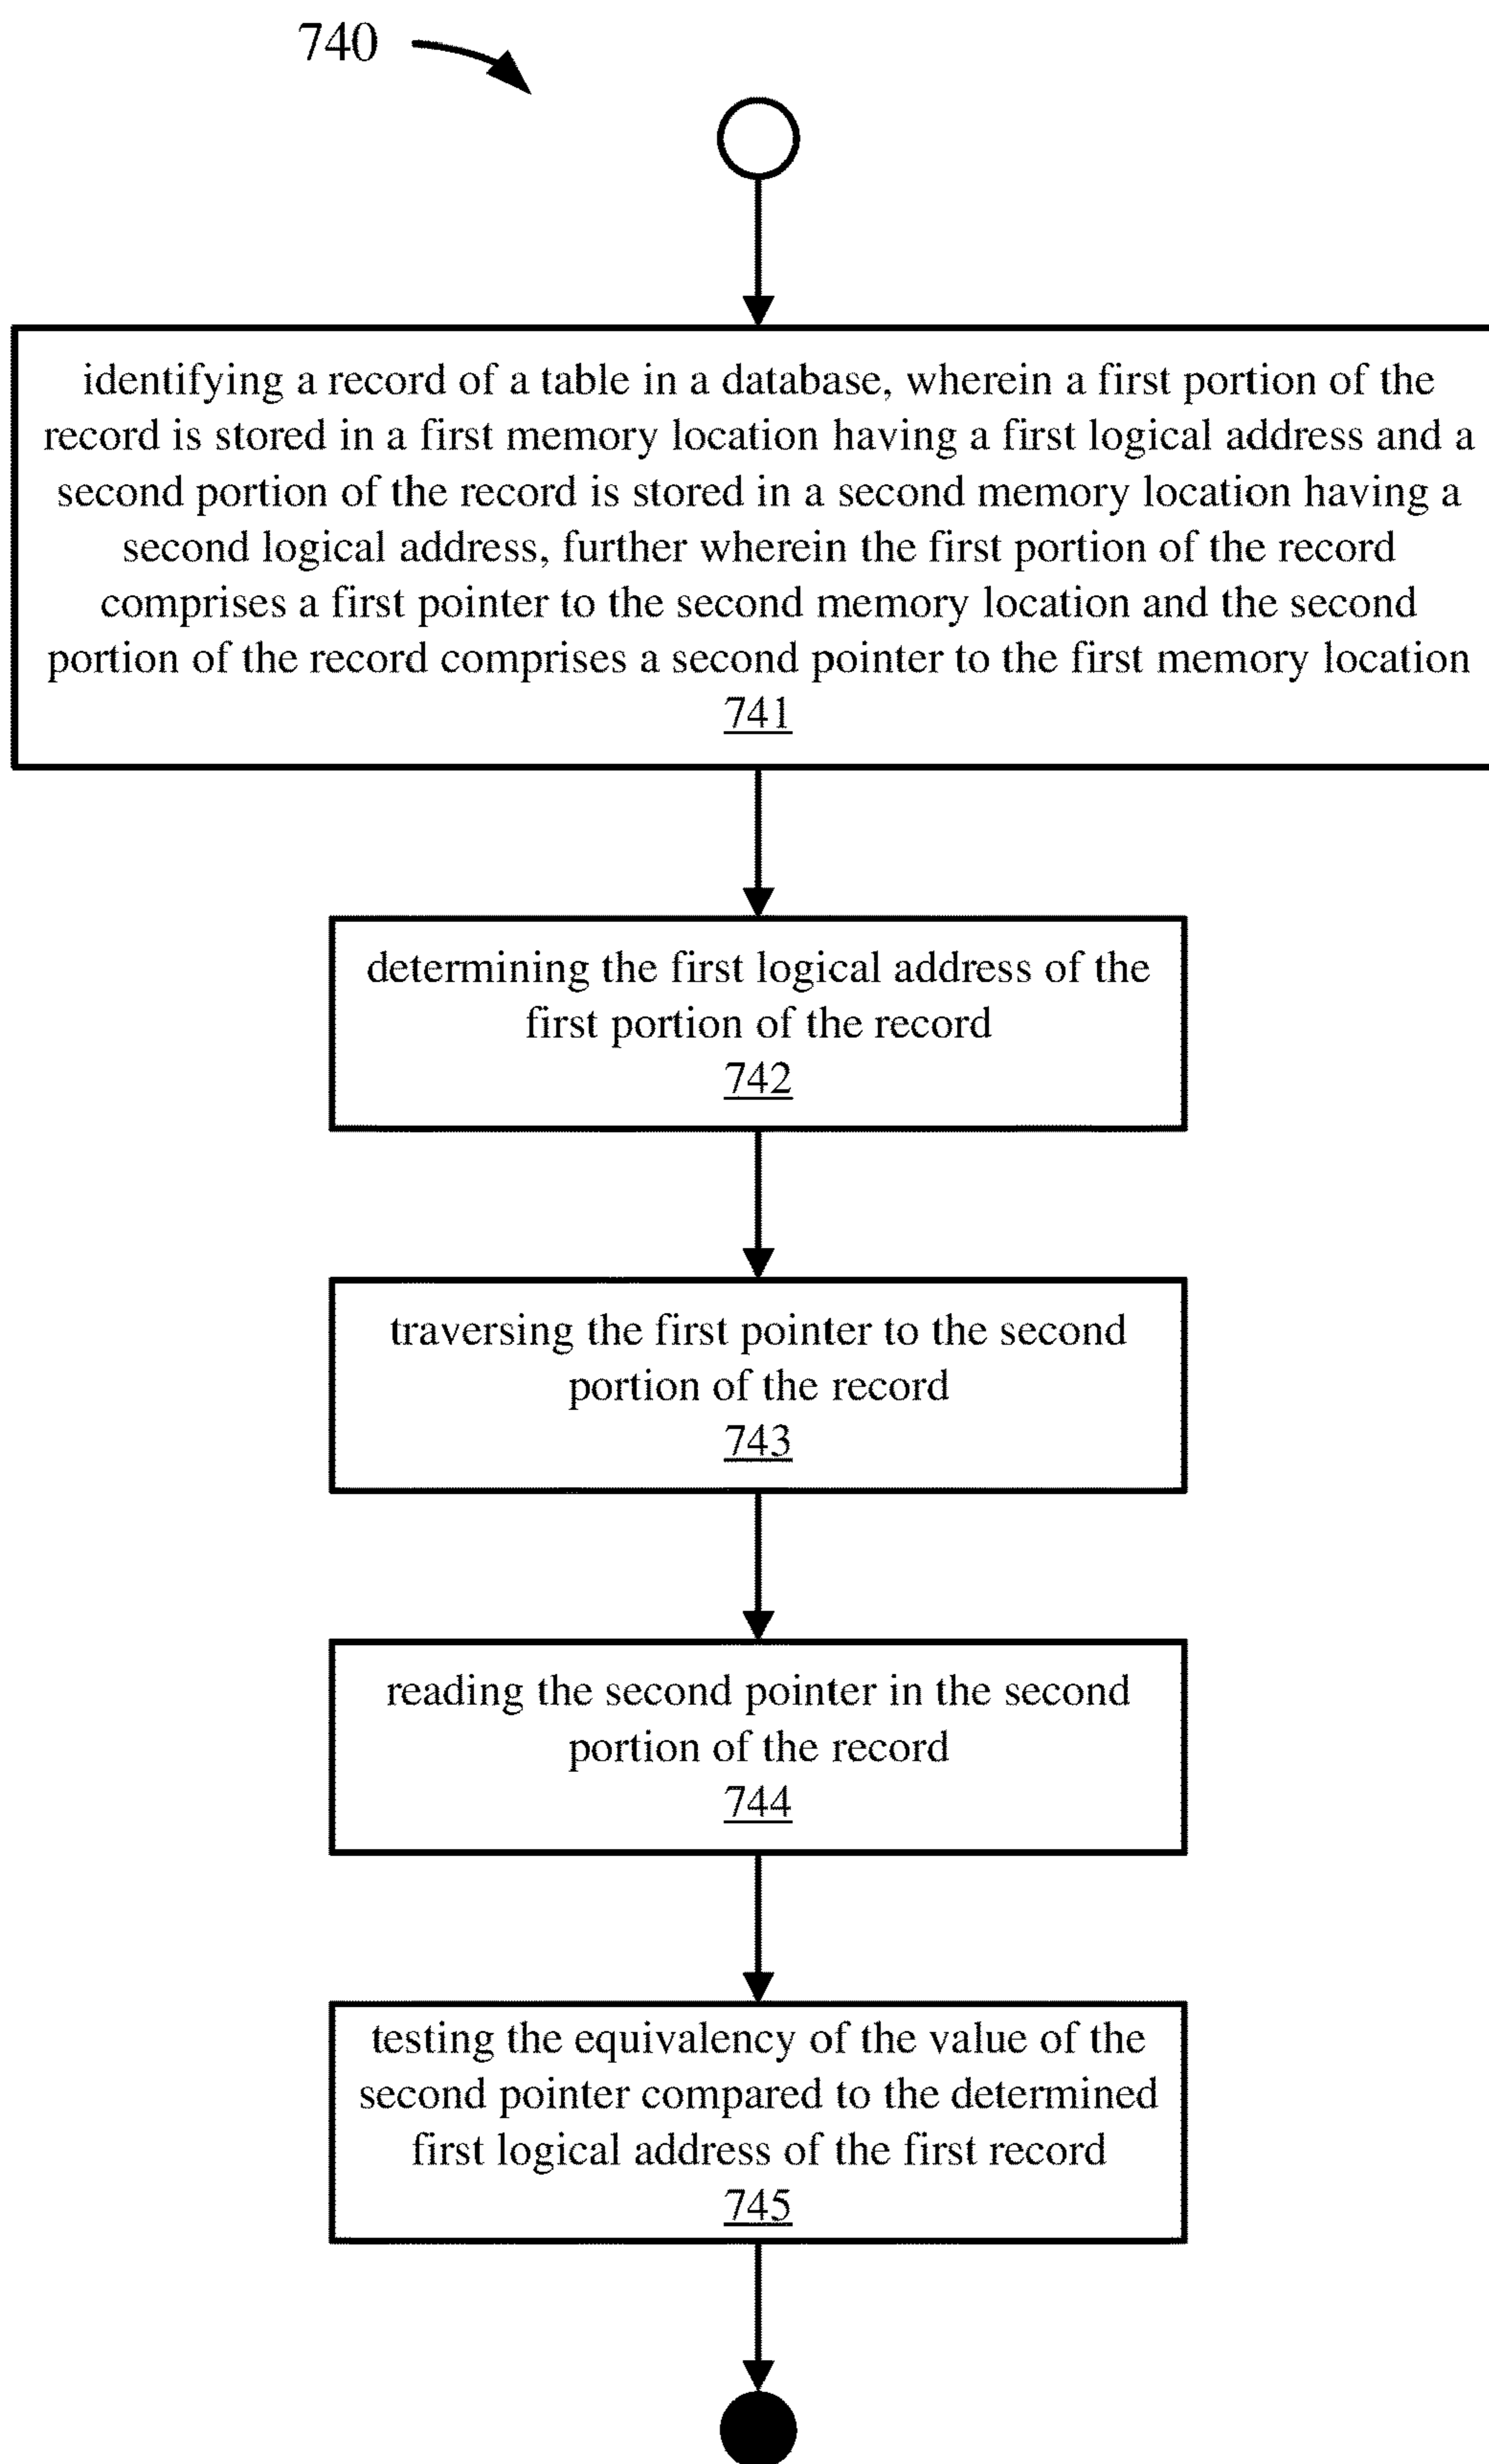 740
identifying a record of a table in a database, wherein a first portion of the
record is stored in a first memory location having a first logical address and a
second portion of the record is stored in a second memory location having a
second logical address, further wherein the first portion of the record
comprises a first pointer to the second memory location and the second
portion of the record comprises a second pointer to the first memory location
741
determining the first logical address of the
first portion of the record
742
traversing the first pointer to the second
portion of the record
743
reading the second pointer in the second
portion of the record
744
testing the equivalency of the value of the
second pointer compared to the determined
first logical address of the first record
745